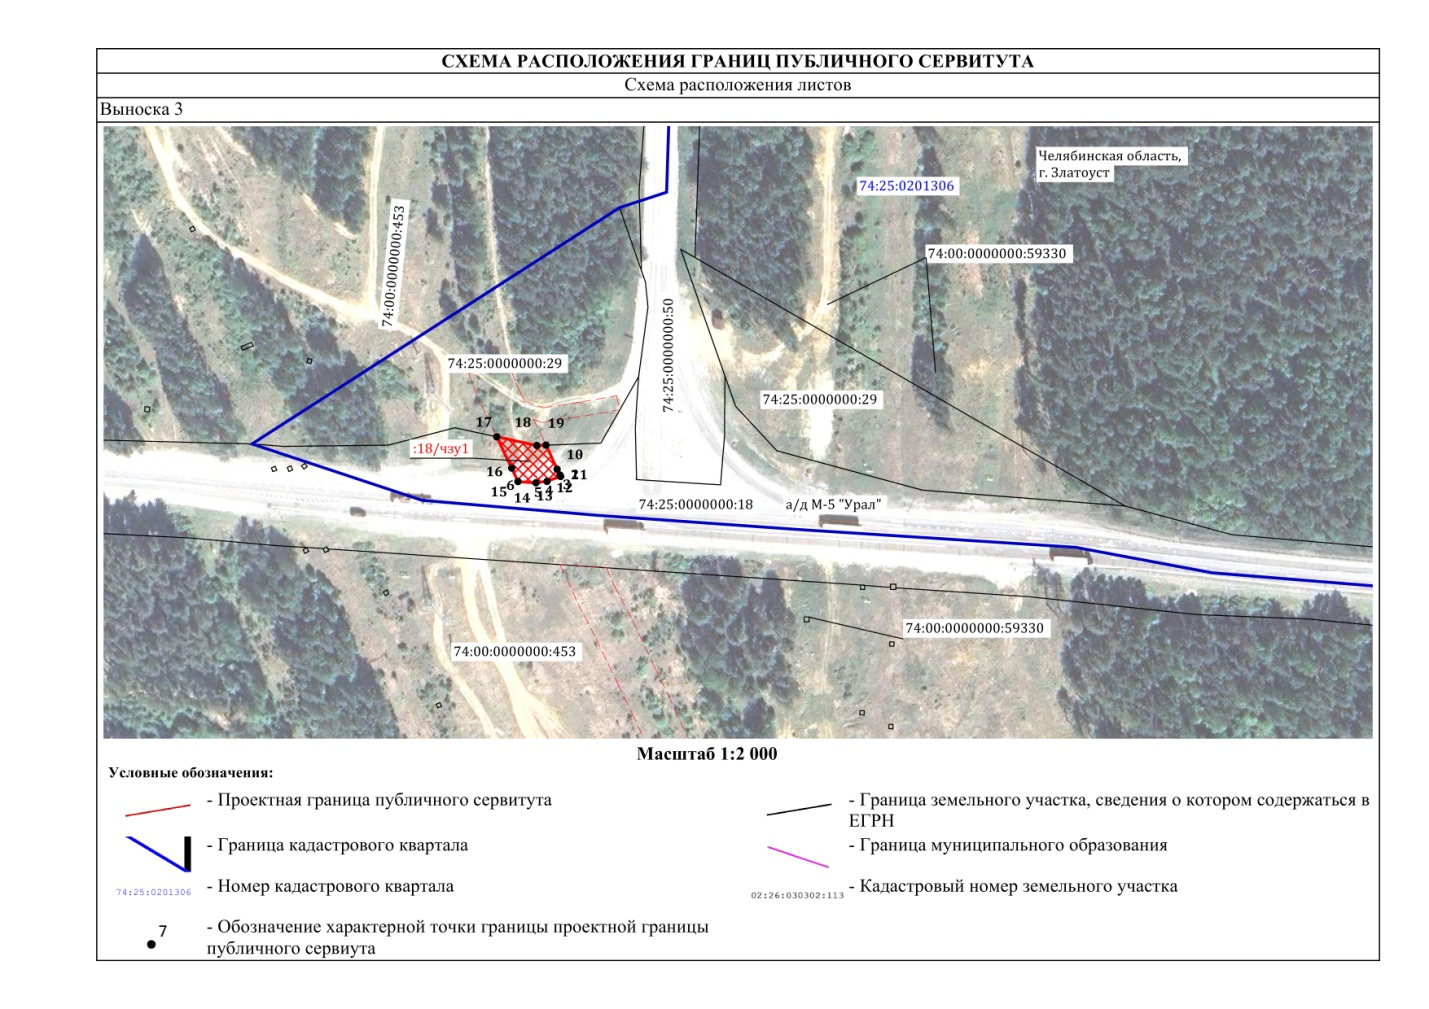 СХЕМА РАСПОЛОЖЕНИЯ ГРАНИЦ ПУБЛИЧНОГО СЕРВИТУТА
Схема расположения листов
Выноска 3
Челябинская область,
г. Златоуст
74:25:0201306
74:00:0000000:453
74:00:0000000:59330
74:25:0000000:50
74:25:0000000:29
74:25:0000000:29
17
18
19
:18/чзу1
10
16
11
15
14
13
12
74:25:0000000:18
а/д М-5 "Урал"
74:00:0000000:59330
74:00:0000000:453
Масштаб 1:2 000
Условные обозначения:
- Проектная граница публичного сервитута
- Граница земельного участка, сведения о котором содержаться в
ЕГРН
- Граница кадастрового квартала
- Граница муниципального образования
74:25:0201306
- Номер кадастрового квартала
02:26:030302:113
- Кадастровый номер земельного участка
7
- Обозначение характерной точки границы проектной границы
публичного сервиута